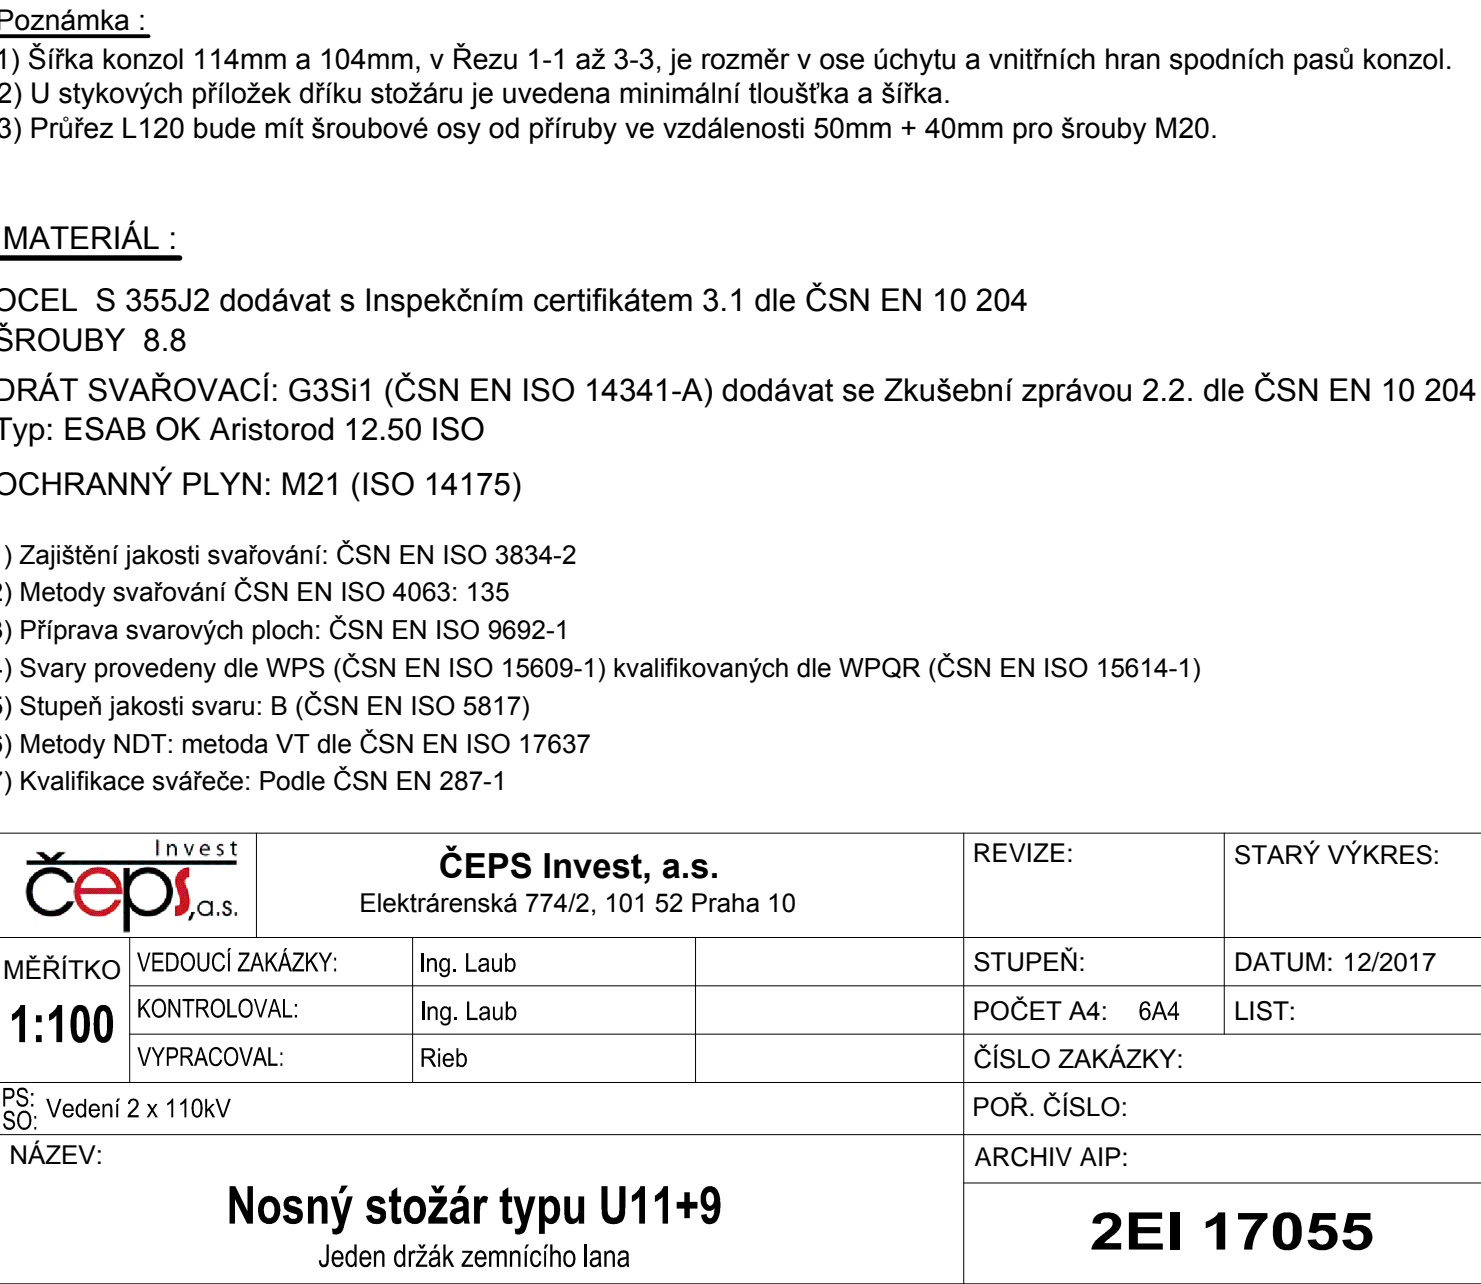 Poznámka :
1) Šířka konzol 114mm a 104mm, v Řezu 1-1 až 3-3, je rozměr v ose úchytu a vnitřních hran spodních pasů konzol.
2) U stykových příložek dříku stožáru je uvedena minimální tloušťka a šířka.
3) Průřez L120 bude mít šroubové osy od příruby ve vzdálenosti 50mm + 40mm pro šrouby M20.
MATERIÁL :
OCEL S 355J2 dodávat s Inspekčním certifikátem 3.1 dle ČSN EN 10 204
ŠROUBY 8.8
DRÁT SVAŘOVACÍ: G3Si1 (ČSN EN ISO 14341-A) dodávat se Zkušební zprávou 2.2. dle ČSN EN 10 204
Typ: ESAB OK Aristorod 12.50 ISO
OCHRANNÝ PLYN: M21 (ISO 14175)
1) Zajištění jakosti svařování: ČSN EN ISO 3834-2
2) Metody svařování ČSN EN ISO 4063: 135
3) Příprava svarových ploch: ČSN EN ISO 9692-1
4) Svary provedeny dle WPS (ČSN EN ISO 15609-1) kvalifikovaných dle WPQR (ČSN EN ISO 15614-1)
5) Stupeň jakosti svaru: B (ČSN EN ISO 5817)
6) Metody NDT: metoda VT dle ČSN EN ISO 17637
7) Kvalifikace svářeče: Podle ČSN EN 287-1
Invest
čeps,a.s.
ČEPS Invest, a.s.
Elektrárenská 774/2, 101 52 Praha 10
REVIZE:
STARÝ VÝKRES:
MĚŘÍTKO
1:100
VEDOUCÍ ZAKÁZKY: Ing. Laub
STUPEŇ:
DATUM: 12/2017
KONTROLOVAL: Ing. Laub
POČET A4: 6A4
LIST:
VYPRACOVAL: Rieb
ČÍSLO ZAKÁZKY:
PS:
SO:
Vedení 2 x 110kV
POŘ. ČÍSLO:
NÁZEV:
ARCHIV AIP:
Nosný stožár typu U11+9
Jeden držák zemnícího lana
2EI 17055